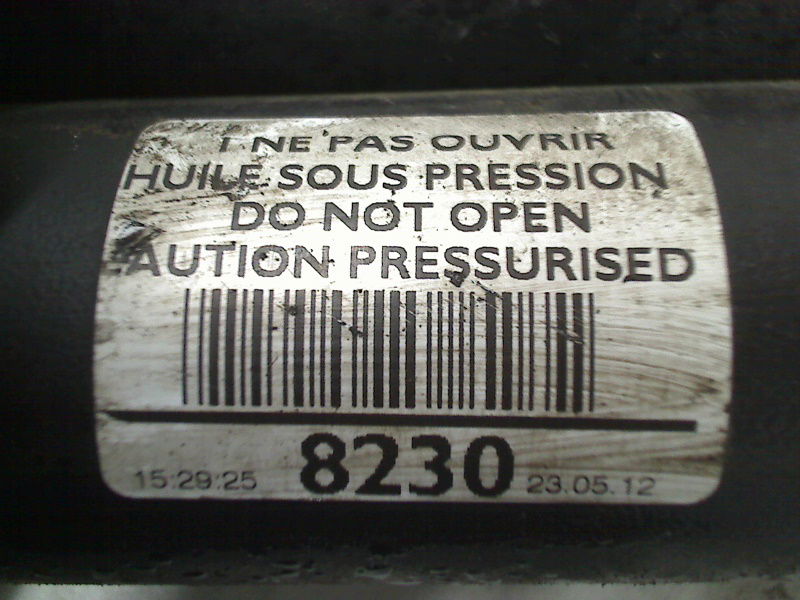 NE PAS OUVRIR
HUILE SOUS PRESSION
DO NOT OPEN
AUTION PRESSURISED
8230
15:29:25 23.05.12